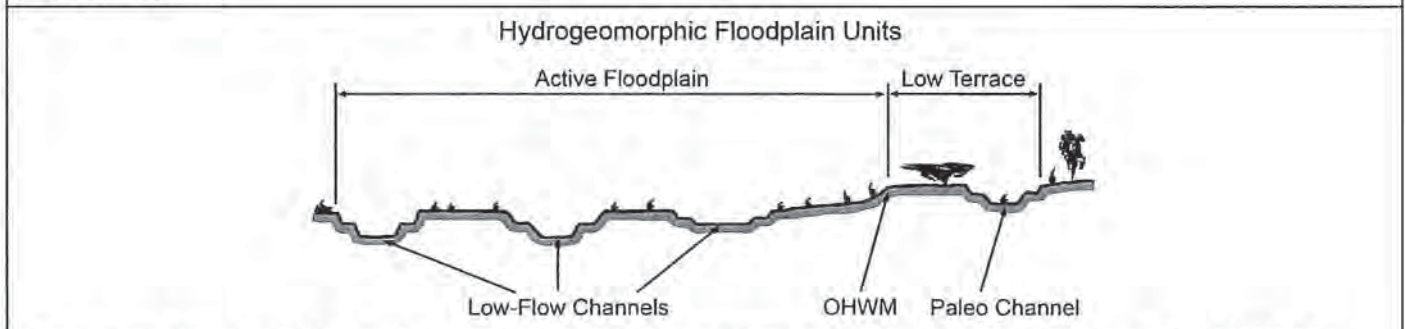 Hydrogeomorphic Floodplain Units
Active Floodplain
Low Terrace
Low-Flow Channels
OHWM
Paleo Channel